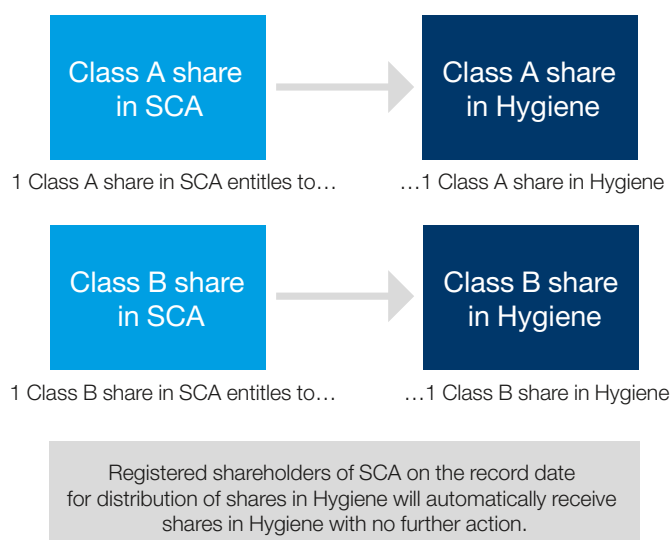 Class A share
in SCA
Class A share
in Hygiene
1 Class A share in SCA entitles to…
…1 Class A share in Hygiene
Class B share
in SCA
Class B share
in Hygiene
1 Class B share in SCA entitles to…
…1 Class B share in Hygiene
Registered shareholders of SCA on the record date
for distribution of shares in Hygiene will automatically receive
shares in Hygiene with no further action.